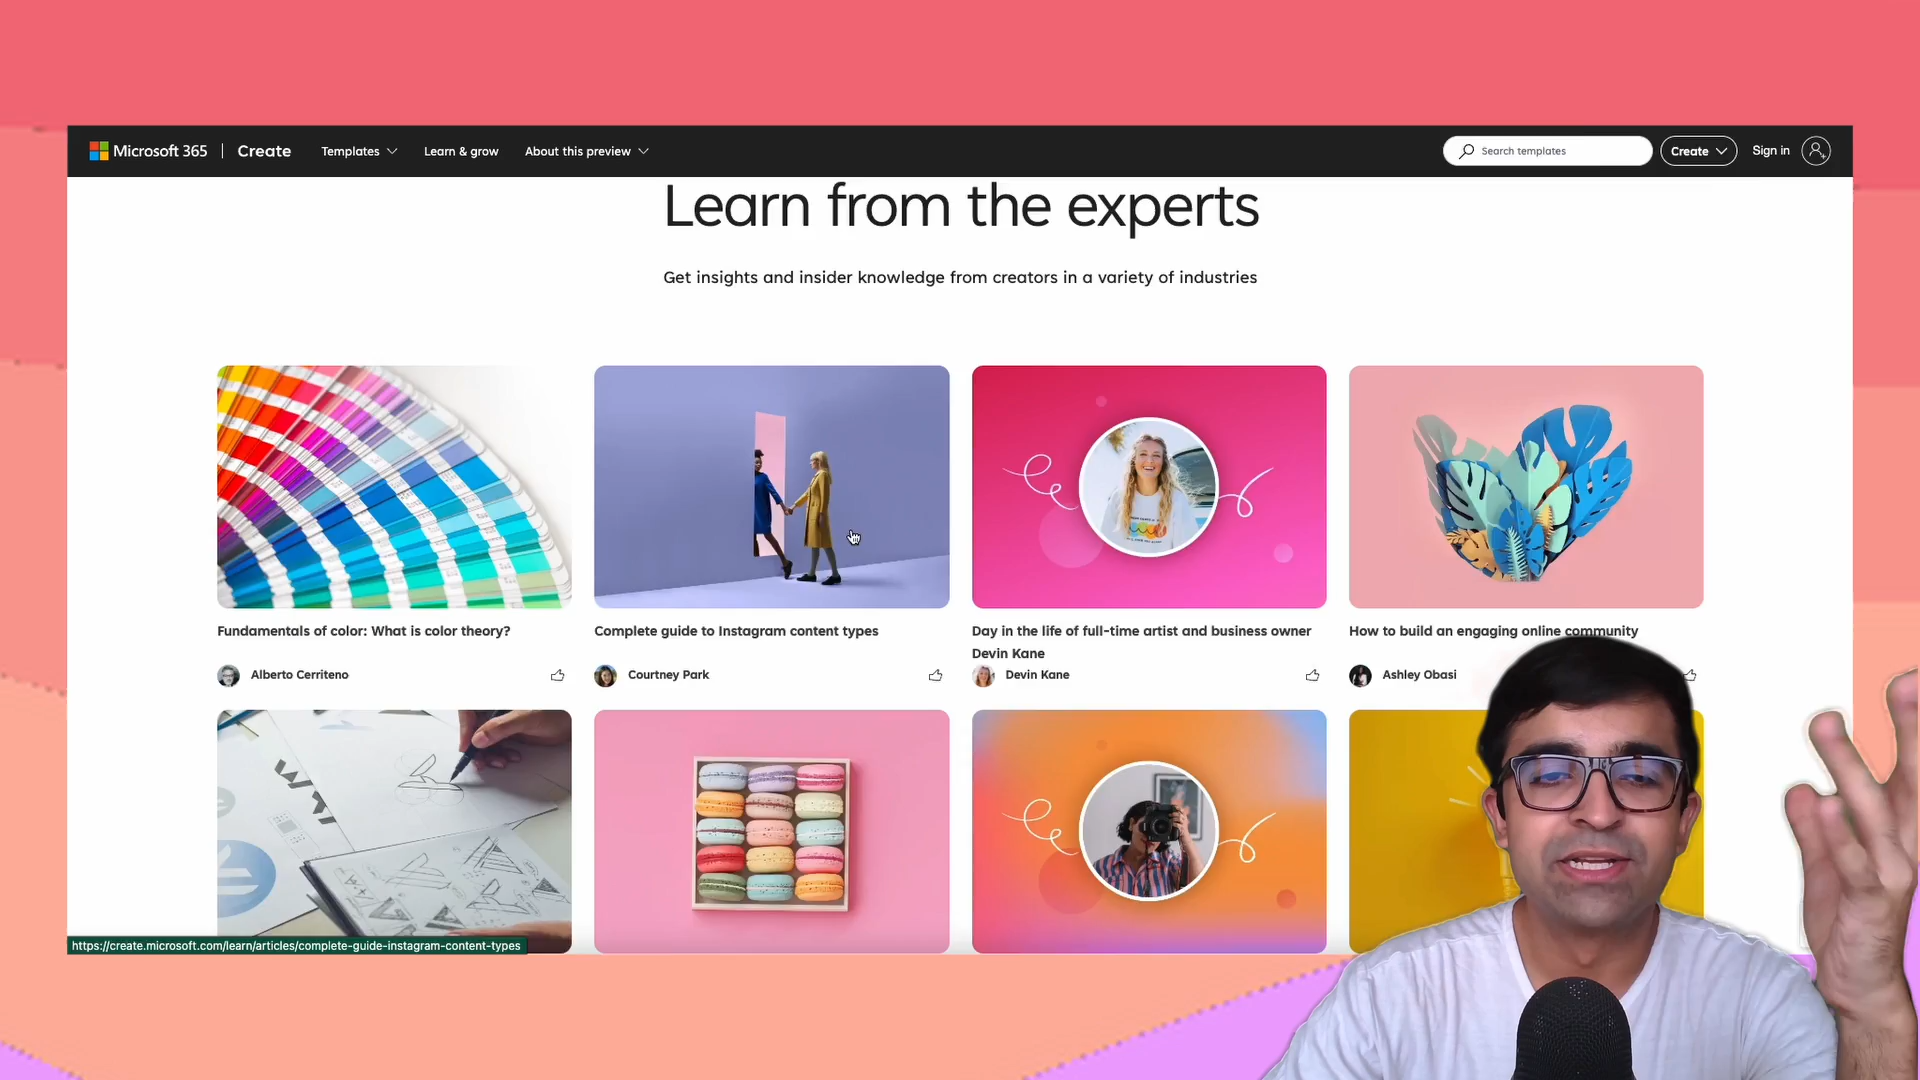 Microsoft 365 | Create Templates Learn & grow About this preview Search templates Create Sign in
Learn from the experts
Get insights and insider knowledge from creators in a variety of industries
Fundamentals of color: What is color theory?
Alberto Cerriteno
Complete guide to Instagram content types
Courtney Park
Day in the life of full-time artist and business owner
Devin Kane
Devin Kane
How to build an engaging online community
Ashley Obasi
https://create.microsoft.com/learn/articles/complete-guide-instagram-content-types